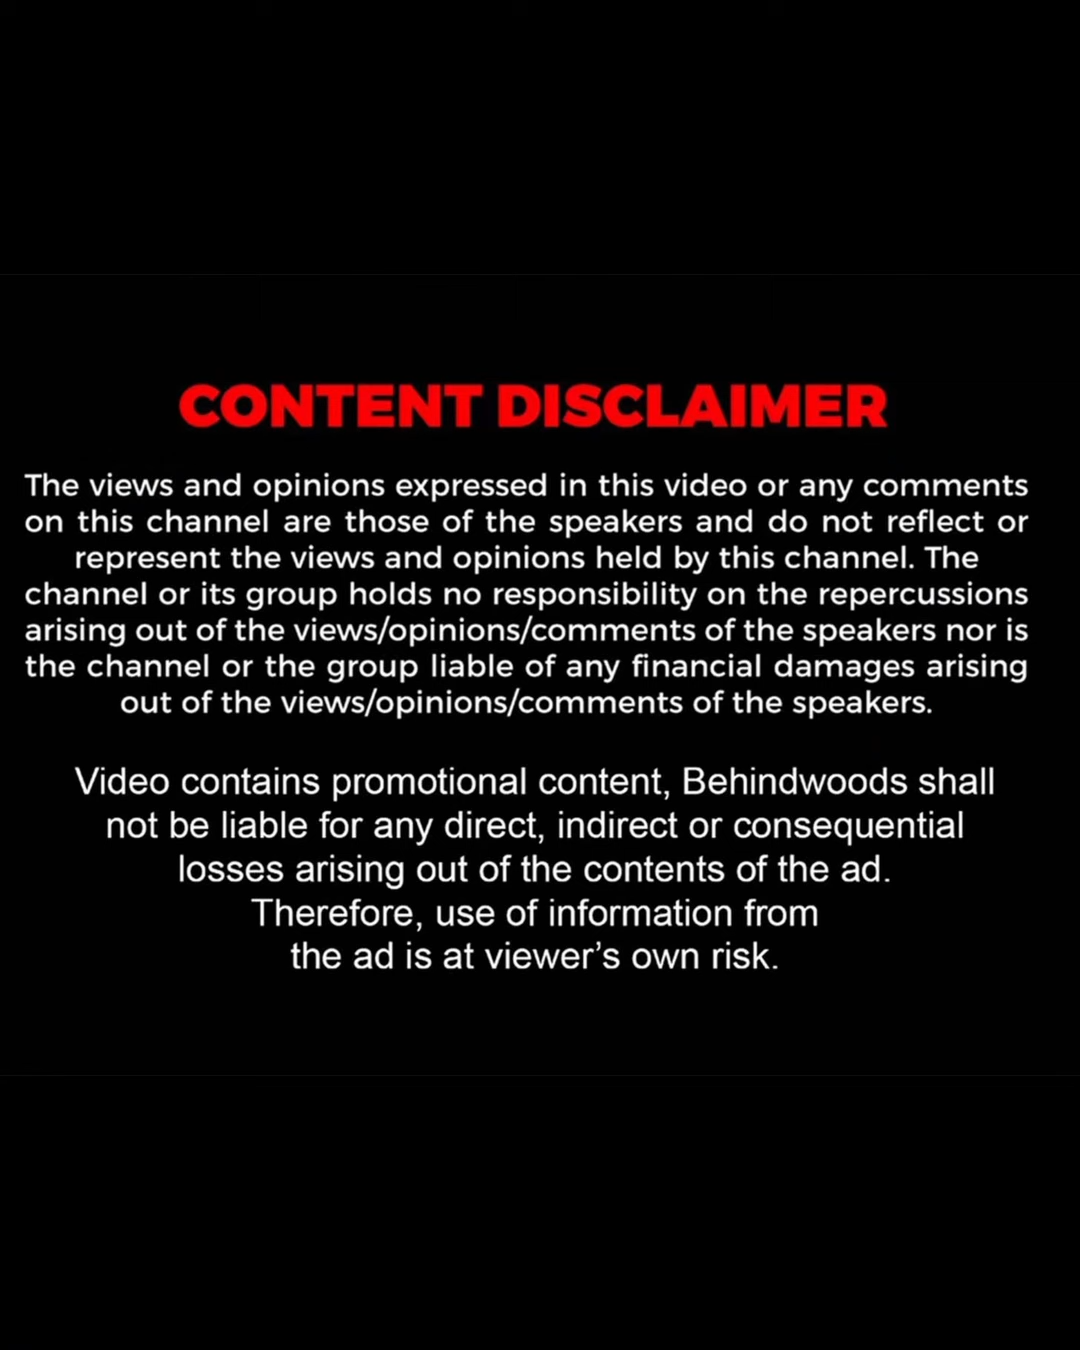 CONTENT DISCLAIMER
The views and opinions expressed in this video or any comments
on this channel are those of the speakers and do not reflect or
represent the views and opinions held by this channel. The
channel or its group holds no responsibility on the repercussions
arising out of the views/opinions/comments of the speakers nor is
the channel or the group liable of any financial damages arising
out of the views/opinions/comments of the speakers.
Video contains promotional content, Behindwoods shall
not be liable for any direct, indirect or consequential
losses arising out of the contents of the ad.
Therefore, use of information from
the ad is at viewer’s own risk.